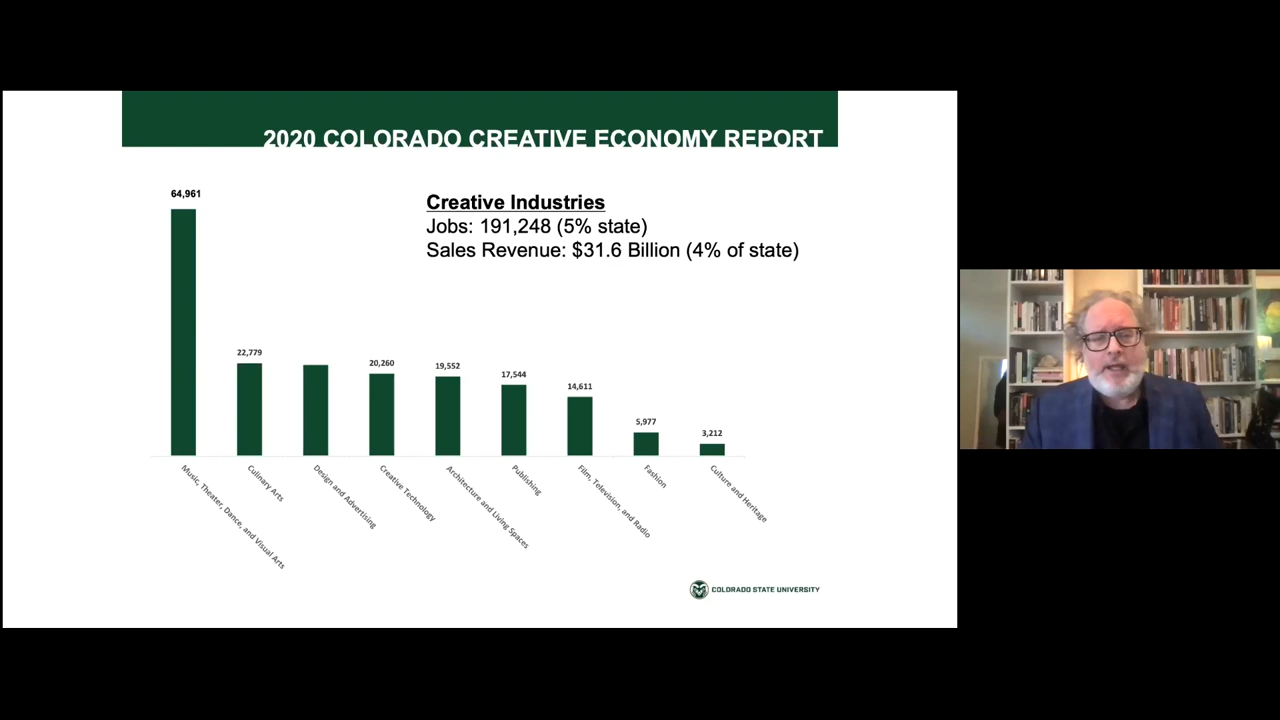 2020 COLORADO CREATIVE ECONOMY REPORT
64,961
Creative Industries
Jobs: 191,248 (5% state)
Sales Revenue: $31.6 Billion (4% of state)
22,779
20,260
19,552
17,544
14,611
5,977
3,212
Music, Theater, Dance, and Visual Arts
Culinary Arts
Design and Advertising
Creative Technology
Architecture and Living Spaces
Publishing
Film, Television, and Radio
Fashion
Culture and Heritage
COLORADO STATE UNIVERSITY